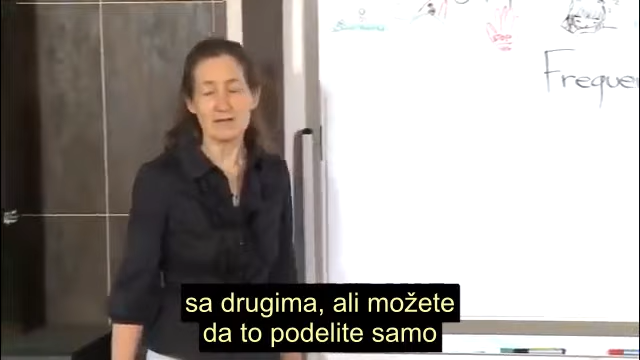 Freque
sa drugima, ali možete
da to podelite samo